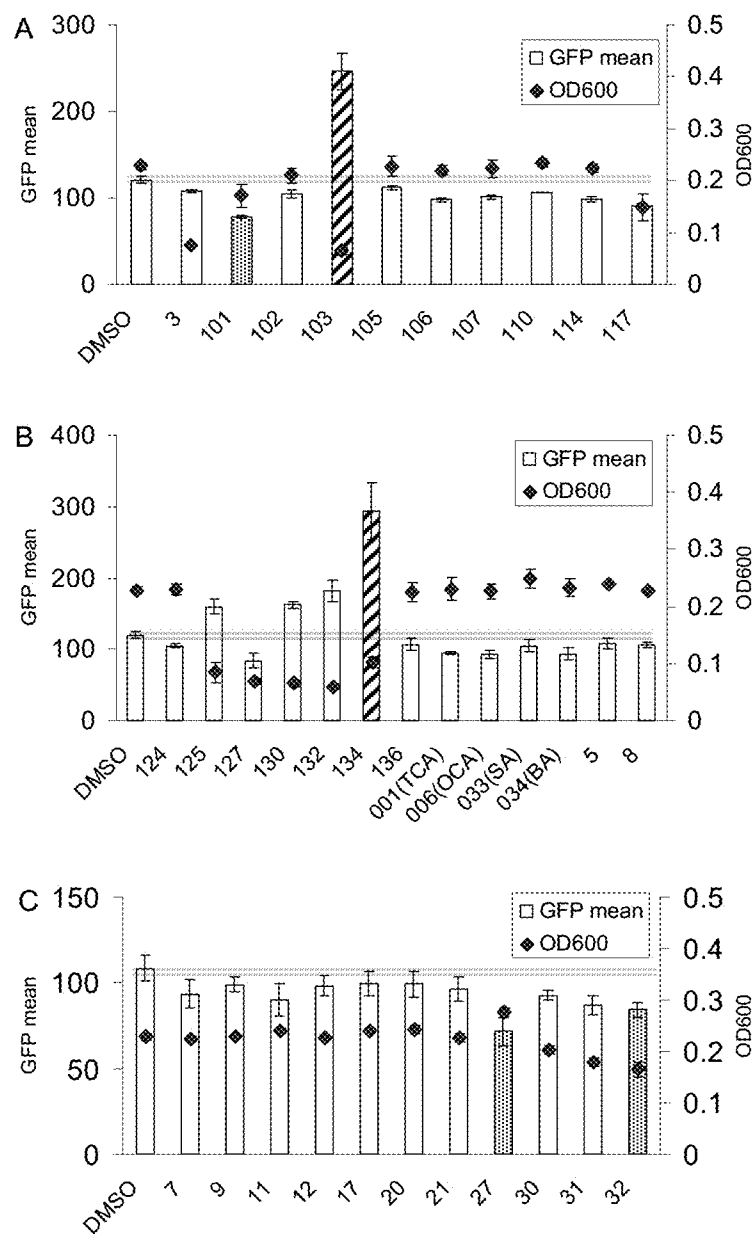 A
300
200
100
0
GFP mean
GFP mean
OD600
0.5
0.4
0.3
0.2
0.1
0
OD600
DMSO
3
101
102
103
105
106
107
110
114
117
B
400
300
200
100
0
GFP mean
GFP mean
OD600
0.5
0.4
0.3
0.2
0.1
0
OD600
DMSO
124
125
127
130
132
134
136
001(TCA)
006(OCA)
033(SA)
034(BA)
5
8
C
150
100
50
0
GFP mean
GFP mean
OD600
0.5
0.4
0.3
0.2
0.1
0
OD600
DMSO
7
9
11
12
17
20
21
27
30
31
32